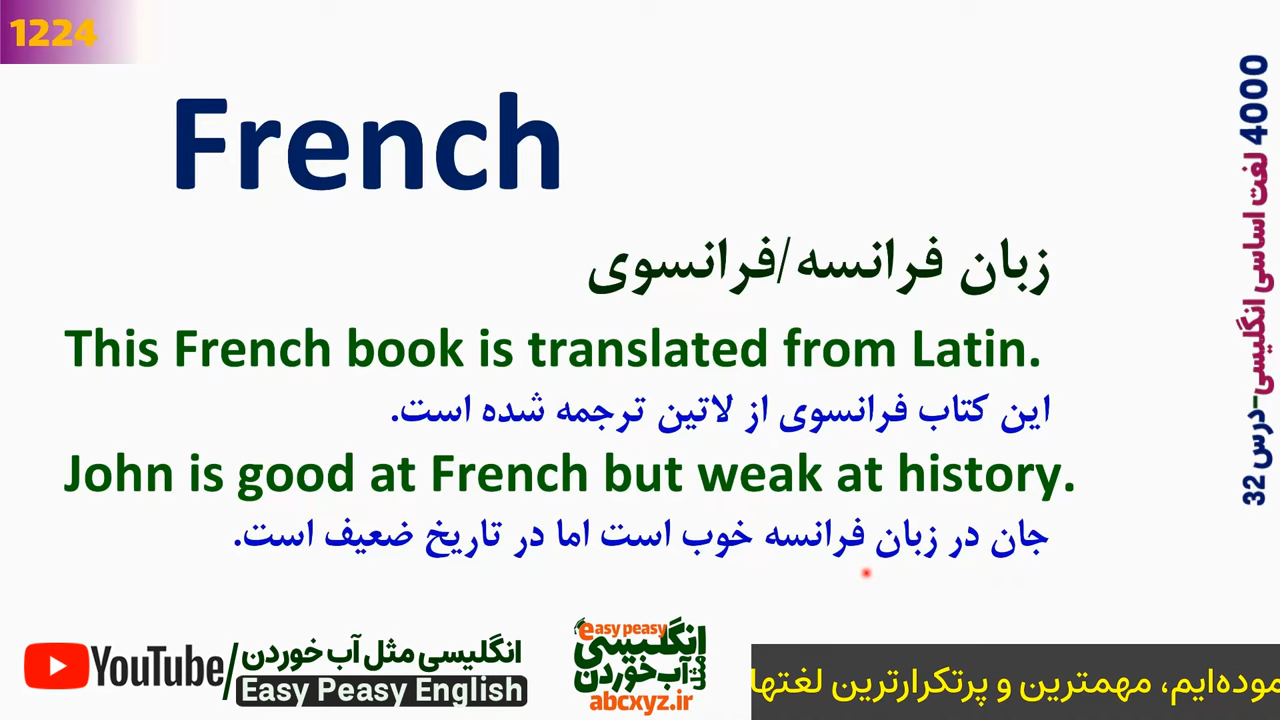 1224
French
زبان فرانسه/فرانسوی
This French book is translated from Latin.
این کتاب فرانسوی از لاتین ترجمه شده است.
John is good at French but weak at history.
جان در زبان فرانسه خوب است اما در تاریخ ضعیف است.
4000 لغت اساسی انگلیسی-درس 32
YouTube/انگلیسی مثل آب خوردن
Easy Peasy English
easy peasy
انگلیسی
مثل آب خوردن
abcxyz.ir
موده‌ایم، مهمترین و پرتکرارترین لغتها